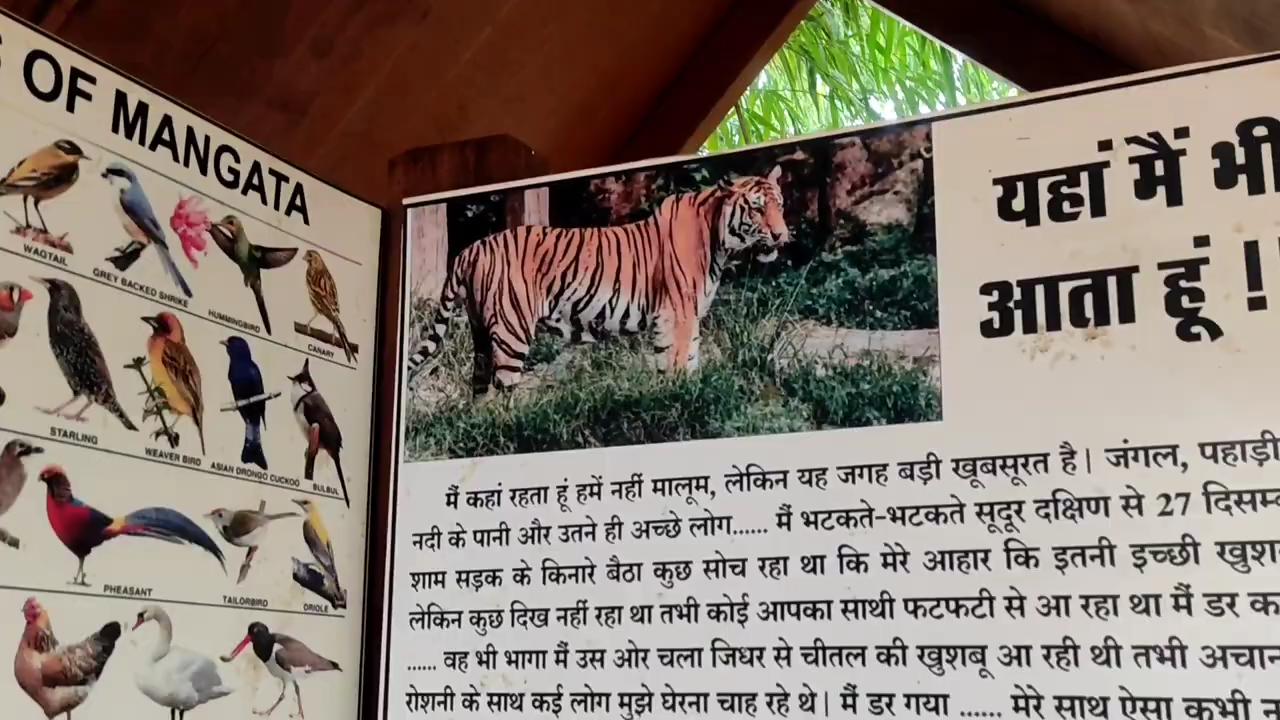 OF MANGATA
WAGTAIL
GREY BACKED SHRIKE
HUMMINGBIRD
CANARY
STARLING
WEAVER BIRD
ASIAN DRONGO CUCKOO
BULBUL
PHEASANT
TAILORBIRD
ORIOLE
यहां मैं भी
आता हूं !
मैं कहां रहता हूं हमें नहीं मालूम, लेकिन यह जगह बड़ी खूबसूरत है। जंगल, पहाड़ी
नदी के पानी और उतने ही अच्छे लोग...... मैं भटकते-भटकते सूदूर दक्षिण से 27
शाम सड़क के किनारे बैठा कुछ सोच रहा था कि मेरे आहार कि इतनी इच्छी
लेकिन कुछ दिख नहीं रहा था तभी कोई आपका साथी फटफटी से आ रहा था मैं डर
...... वह भी भागा मैं उस ओर चला जिधर से चीतल की खुशबू आ रही थी तभी
रोशनी के साथ कई लोग मुझे घेरना चाह रहे थे। मैं डर गया ...... मेरे साथ ऐसा कभी